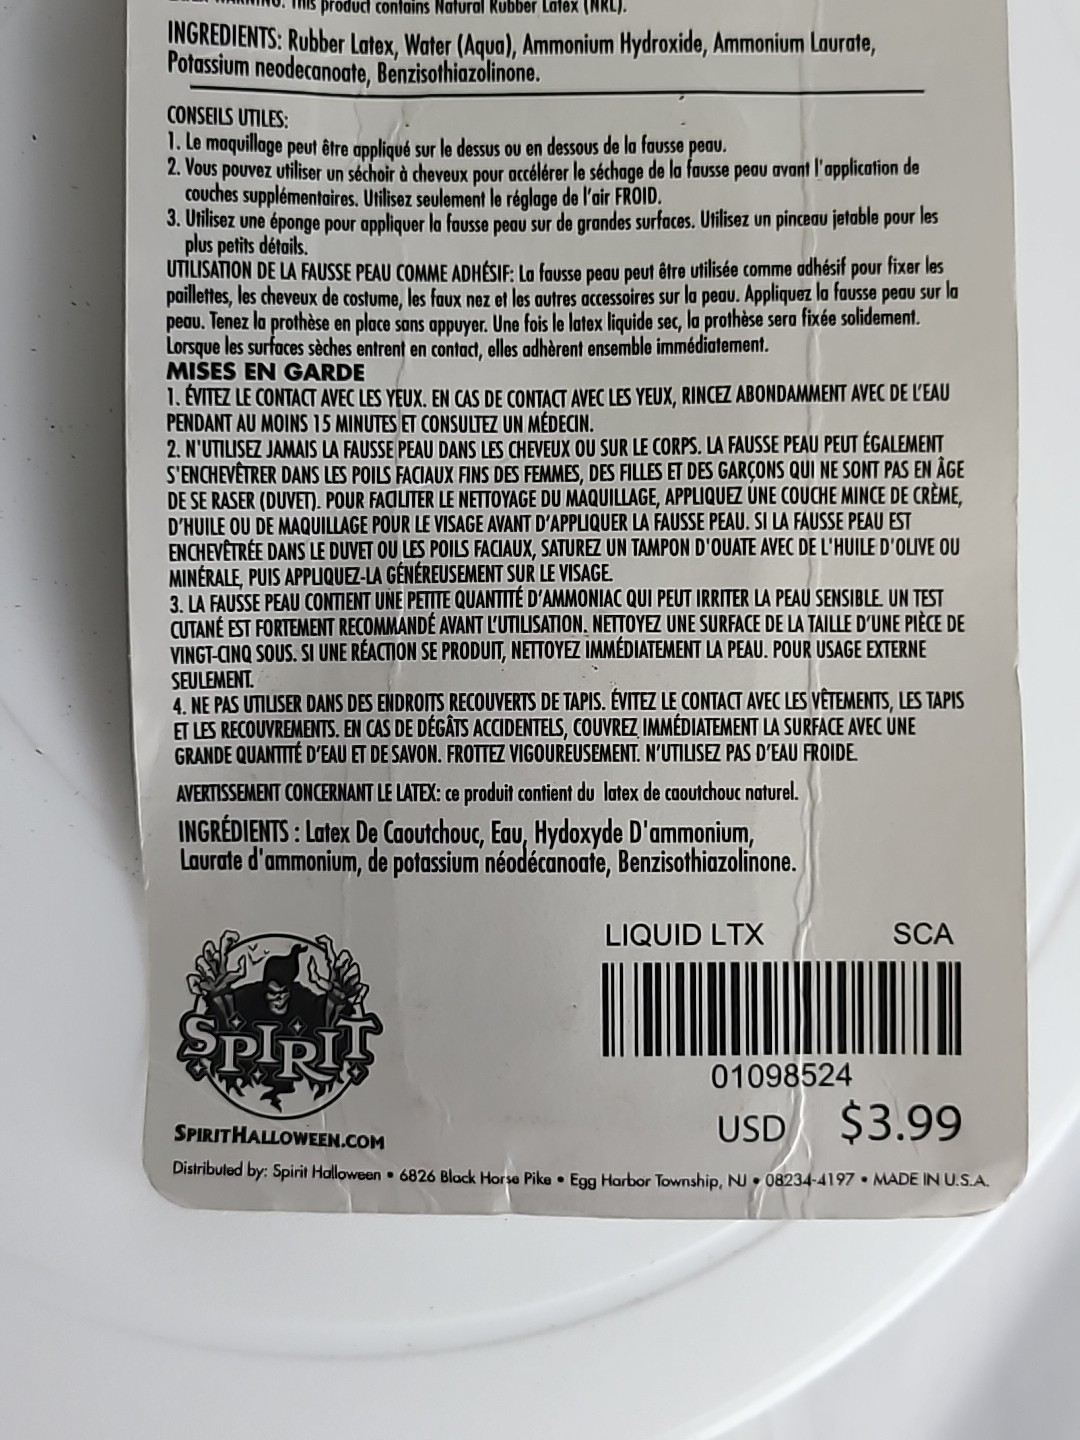 This product contains Natural Rubber Latex (NRL).
INGREDIENTS: Rubber Latex, Water (Aqua), Ammonium Hydroxide, Ammonium Laurate,
Potassium neodecanoate, Benzisothiazolinone.
CONSEILS UTILES:
1. Le maquillage peut être appliqué sur le dessus ou en dessous de la fausse peau.
2. Vous pouvez utiliser un séchoir à cheveux pour accélérer le séchage de la fausse peau avant l'application de
couches supplémentaires. Utilisez seulement le réglage de l'air FROID.
3. Utilisez une éponge pour appliquer la fausse peau sur de grandes surfaces. Utilisez un pinceau jetable pour les
plus petits détails.
UTILISATION DE LA FAUSSE PEAU COMME ADHÉSIF: La fausse peau peut être utilisée comme adhésif pour fixer les
paillettes, les cheveux de costume, les faux nez et les autres accessoires sur la peau. Appliquez la fausse peau sur la
peau. Tenez la prothèse en place sans appuyer. Une fois le latex liquide sec, la prothèse sera fixée solidement.
Lorsque les surfaces sèches entrent en contact, elles adhèrent ensemble immédiatement.
MISES EN GARDE
1. ÉVITEZ LE CONTACT AVEC LES YEUX. EN CAS DE CONTACT AVEC LES YEUX, RINCEZ ABONDAMMENT AVEC DE L'EAU
PENDANT AU MOINS 15 MINUTES ET CONSULTEZ UN MÉDECIN.
2. N'UTILISEZ JAMAIS LA FAUSSE PEAU DANS LES CHEVEUX OU SUR LE CORPS. LA FAUSSE PEAU PEUT ÉGALEMENT
S'ENCHEVÊTRER DANS LES POILS FACIAUX FINS DES FEMMES, DES FILLES ET DES GARÇONS QUI NE SONT PAS EN ÂGE
DE SE RASER (DUVET). POUR FACILITER LE NETTOYAGE DU MAQUILLAGE, APPLIQUEZ UNE COUCHE MINCE DE CRÈME,
D'HUILE OU DE MAQUILLAGE POUR LE VISAGE AVANT D'APPLIQUER LA FAUSSE PEAU. SI LA FAUSSE PEAU EST
ENCHEVÊTRÉE DANS LE DUVET OU LES POILS FACIAUX, SATUREZ UN TAMPON D'OUATE AVEC DE L'HUILE D'OLIVE OU
MINÉRALE, PUIS APPLIQUEZ-LA GÉNÉREUSEMENT SUR LE VISAGE.
3. LA FAUSSE PEAU CONTIENT UNE PETITE QUANTITÉ D'AMMONIAC QUI PEUT IRRITER LA PEAU SENSIBLE. UN TEST
CUTANÉ EST FORTEMENT RECOMMANDÉ AVANT L'UTILISATION. NETTOYEZ UNE SURFACE DE LA TAILLE D'UNE PIÈCE DE
VINGT-CINQ SOUS. SI UNE RÉACTION SE PRODUIT, NETTOYEZ IMMÉDIATEMENT LA PEAU. POUR USAGE EXTERNE
SEULEMENT.
4. NE PAS UTILISER DANS DES ENDROITS RECOUVERTS DE TAPIS. ÉVITEZ LE CONTACT AVEC LES VÊTEMENTS, LES TAPIS
ET LES RECOUVREMENTS. EN CAS DE DÉGÂTS ACCIDENTELS, COUVREZ IMMÉDIATEMENT LA SURFACE AVEC UNE
GRANDE QUANTITÉ D'EAU ET DE SAVON. FROTTEZ VIGOUREUSEMENT. N'UTILISEZ PAS D'EAU FROIDE.
AVERTISSEMENT CONCERNANT LE LATEX: ce produit contient du latex de caoutchouc naturel.
INGRÉDIENTS : Latex De Caoutchouc, Eau, Hydoxyde D'ammonium,
Laurate d'ammonium, de potassium néodécanoate, Benzisothiazolinone.
LIQUID LTX SCA
01098524
USD $3.99
SPIRIT
SPIRITHALLOWEEN.COM
Distributed by: Spirit Halloween • 6826 Black Horse Pike • Egg Harbor Township, NJ • 08234-4197 • MADE IN U.S.A.